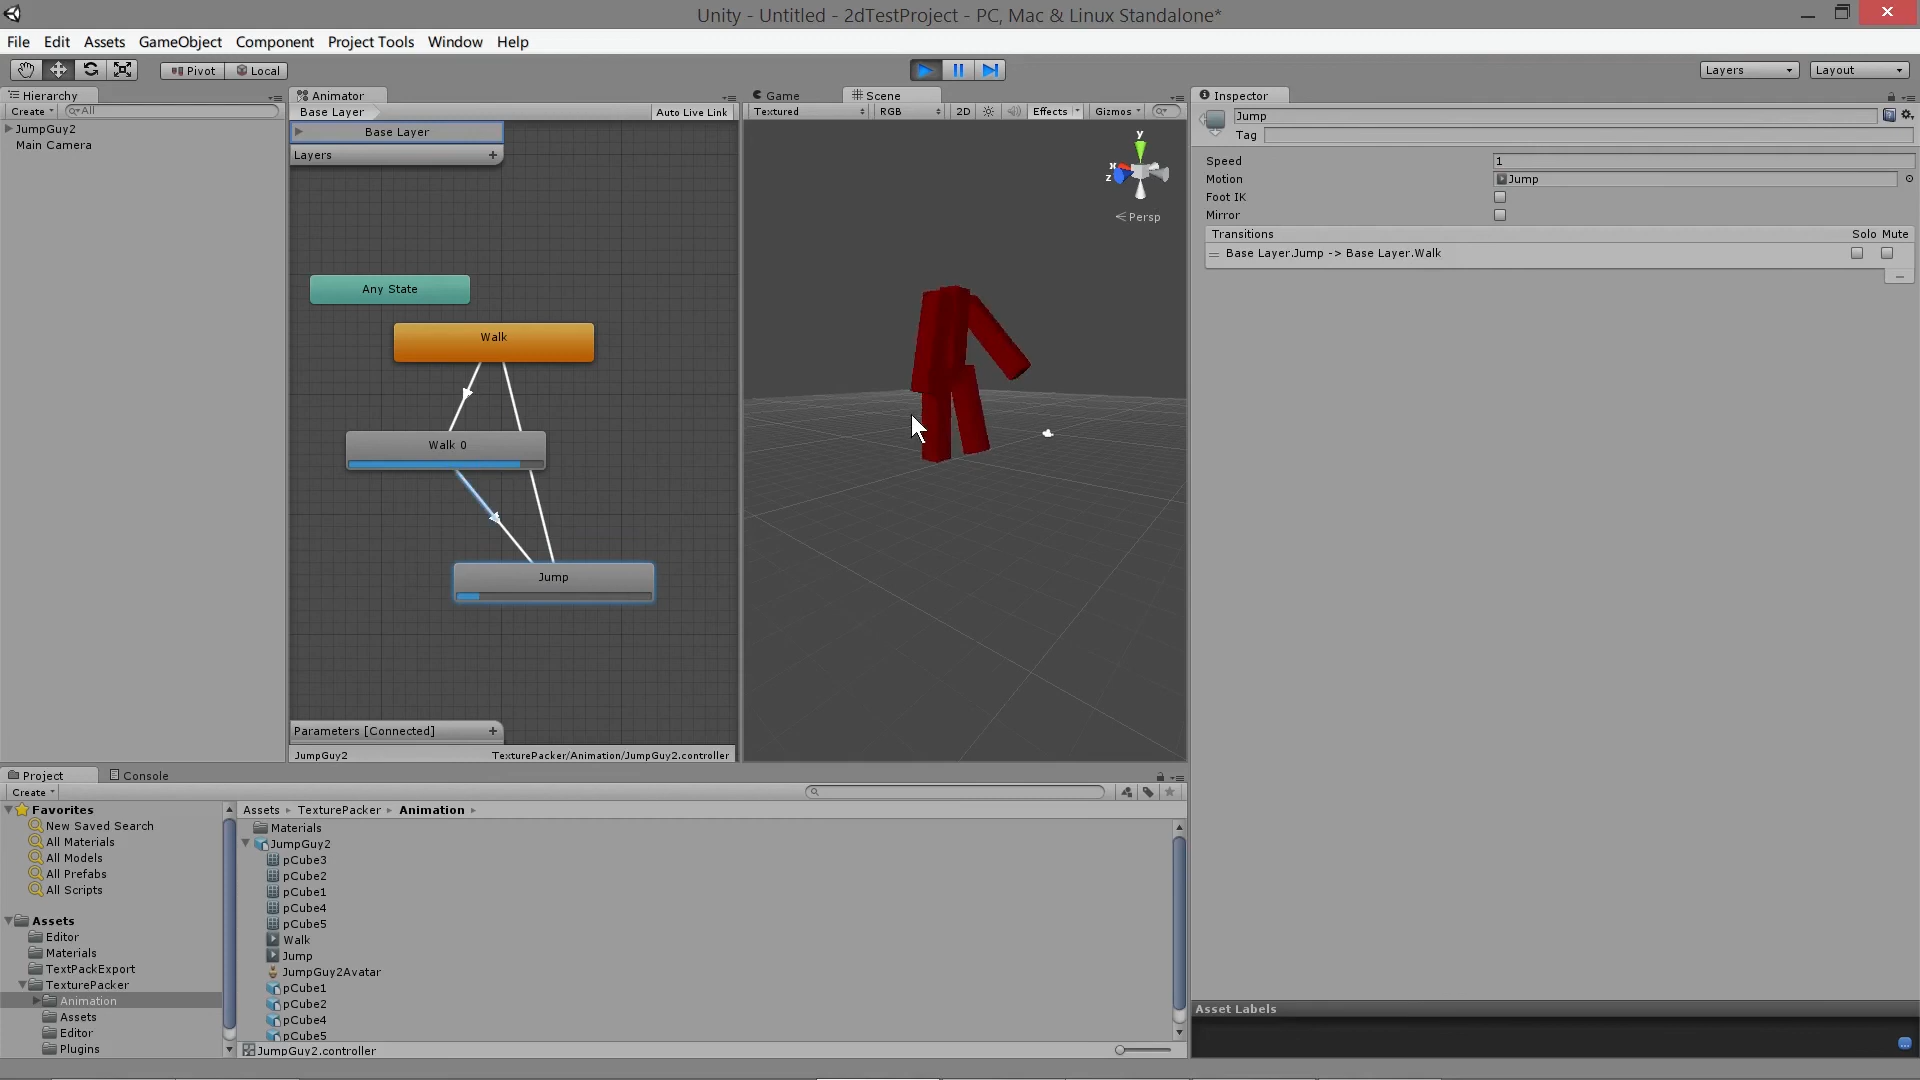 Unity - Untitled - 2dTestProject - PC, Mac & Linux Standalone*
File Edit Assets GameObject Component Project Tools Window Help
Pivot Local Layers Layout
Hierarchy
Create All
JumpGuy2
Main Camera
Animator
Base Layer Auto Live Link
Base Layer
Layers +
Any State
Walk
Walk 0
Jump
Parameters [Connected] +
JumpGuy2 TexturePacker/Animation/JumpGuy2.controller
Game Scene
Textured RGB 2D Effects Gizmos
y
x
z
Persp
Inspector
Jump
Tag
Speed 1
Motion Jump
Foot IK
Mirror
Transitions Solo Mute
Base Layer.Jump -> Base Layer.Walk
Asset Labels
Project Console
Create
Favorites
New Saved Search
All Materials
All Models
All Prefabs
All Scripts
Assets
Editor
Materials
TextPackExport
TexturePacker
Animation
Assets
Editor
Plugins
Assets TexturePacker Animation
Materials
JumpGuy2
pCube3
pCube2
pCube1
pCube4
pCube5
Walk
Jump
JumpGuy2Avatar
pCube1
pCube2
pCube4
pCube5
JumpGuy2.controller